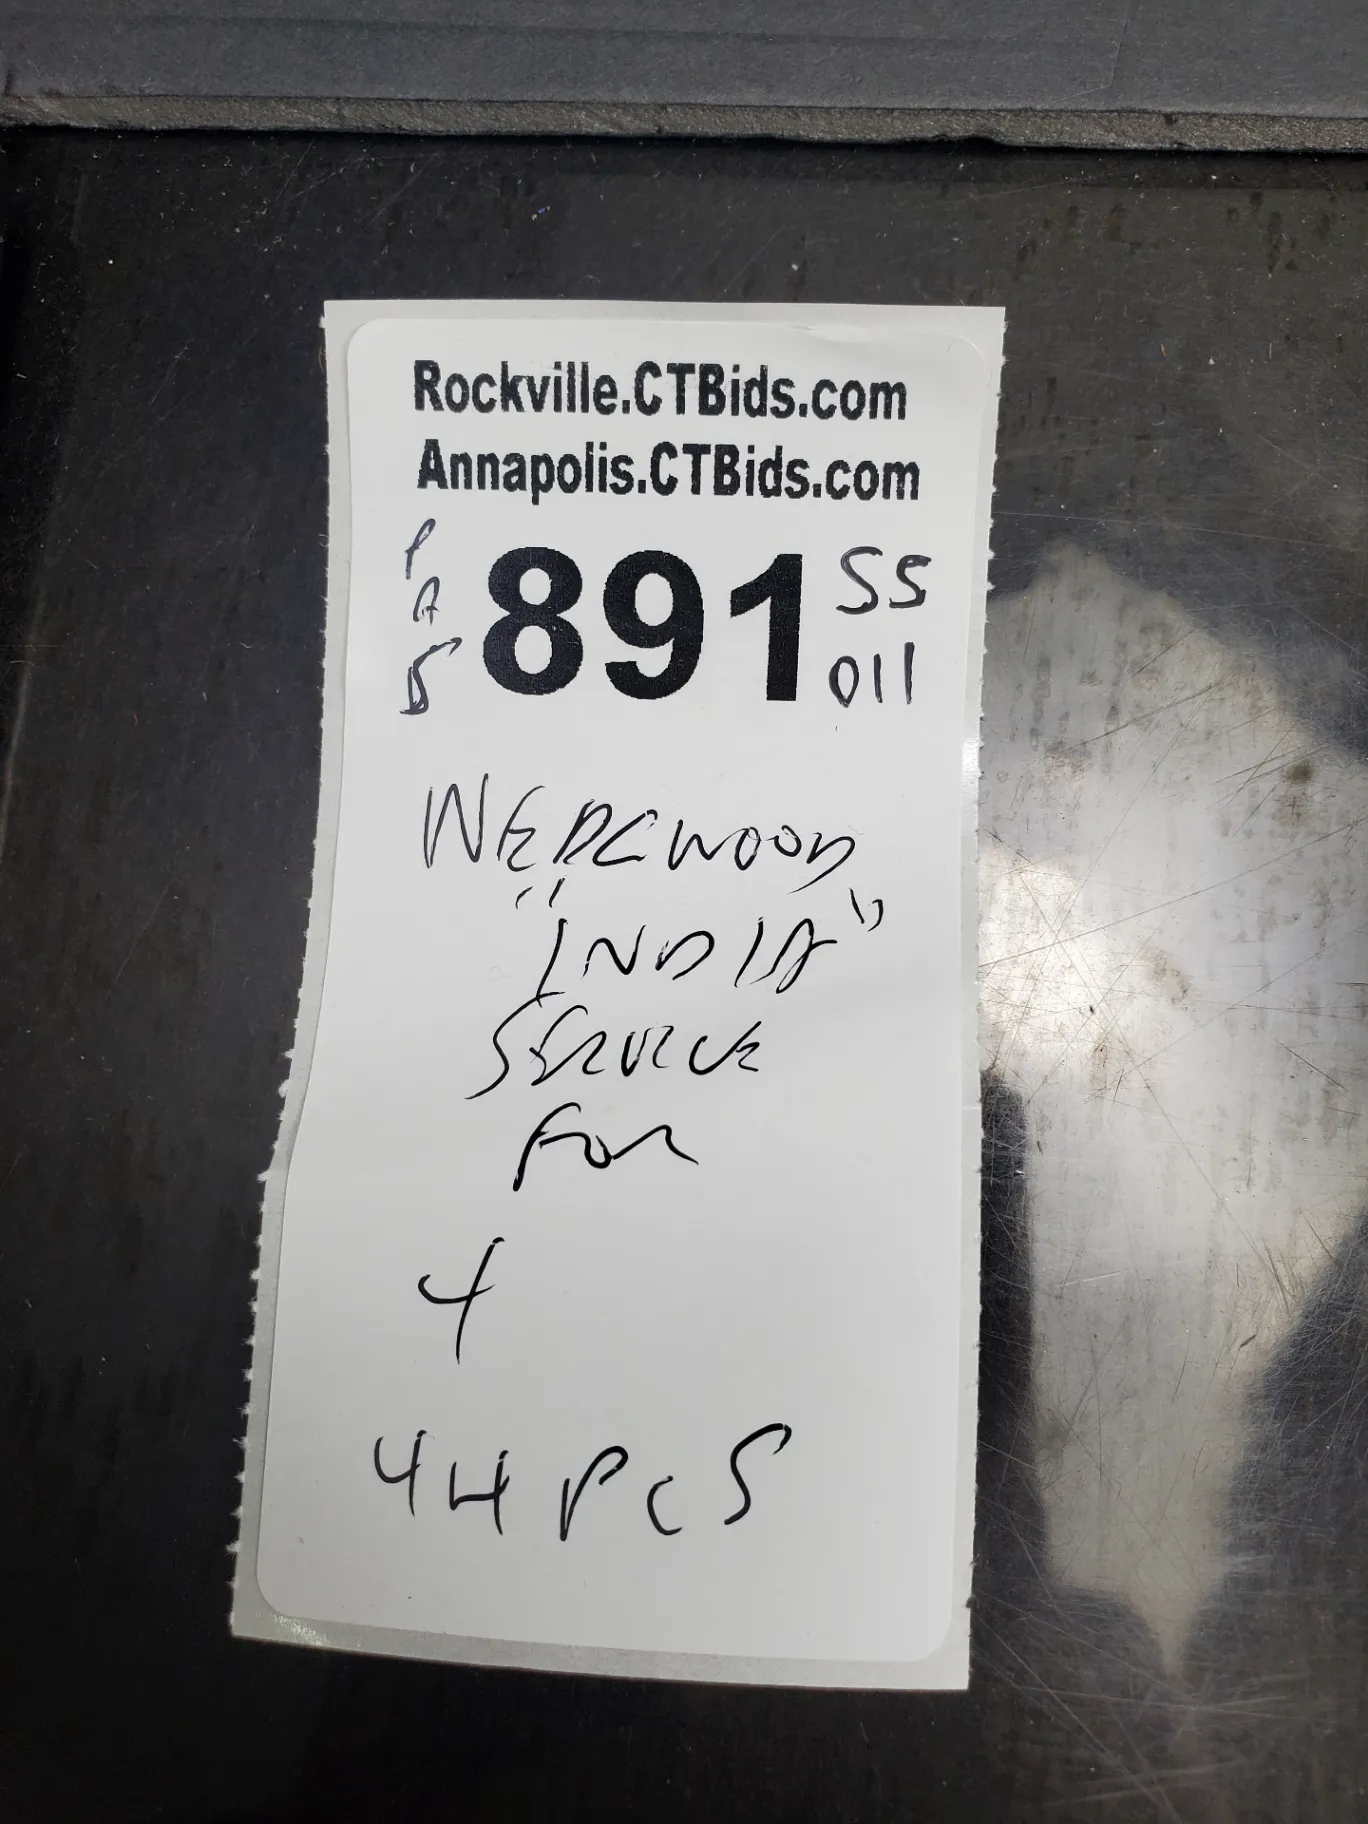 Rockville.CTBids.com
Annapolis.CTBids.com
P
A
891 SS
011
WEDGWOOD
"INDIA"
SERVICE
FOR
4
44 PCS